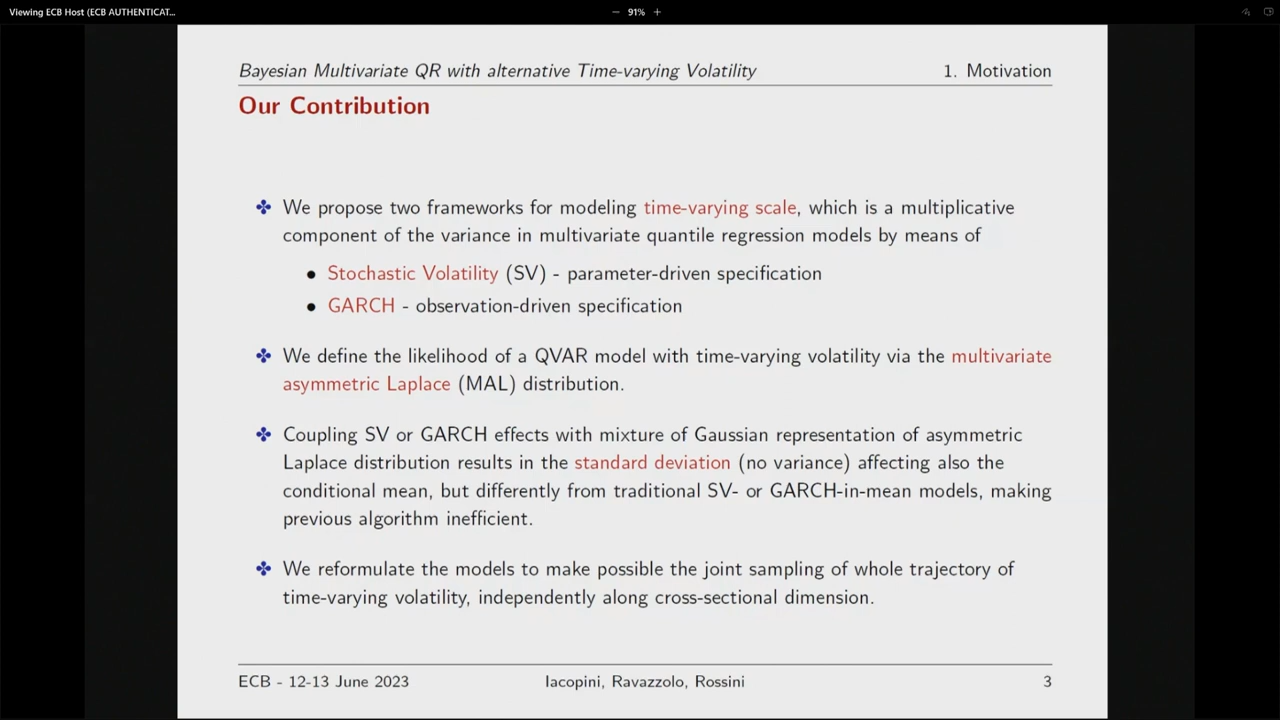 Viewing ECB Host (ECB AUTHENTICAT...
− 91% +
Bayesian Multivariate QR with alternative Time-varying Volatility 1. Motivation
Our Contribution
We propose two frameworks for modeling time-varying scale, which is a multiplicative
component of the variance in multivariate quantile regression models by means of
Stochastic Volatility (SV) - parameter-driven specification
GARCH - observation-driven specification
We define the likelihood of a QVAR model with time-varying volatility via the multivariate
asymmetric Laplace (MAL) distribution.
Coupling SV or GARCH effects with mixture of Gaussian representation of asymmetric
Laplace distribution results in the standard deviation (no variance) affecting also the
conditional mean, but differently from traditional SV- or GARCH-in-mean models, making
previous algorithm inefficient.
We reformulate the models to make possible the joint sampling of whole trajectory of
time-varying volatility, independently along cross-sectional dimension.
ECB - 12-13 June 2023 Iacopini, Ravazzolo, Rossini 3